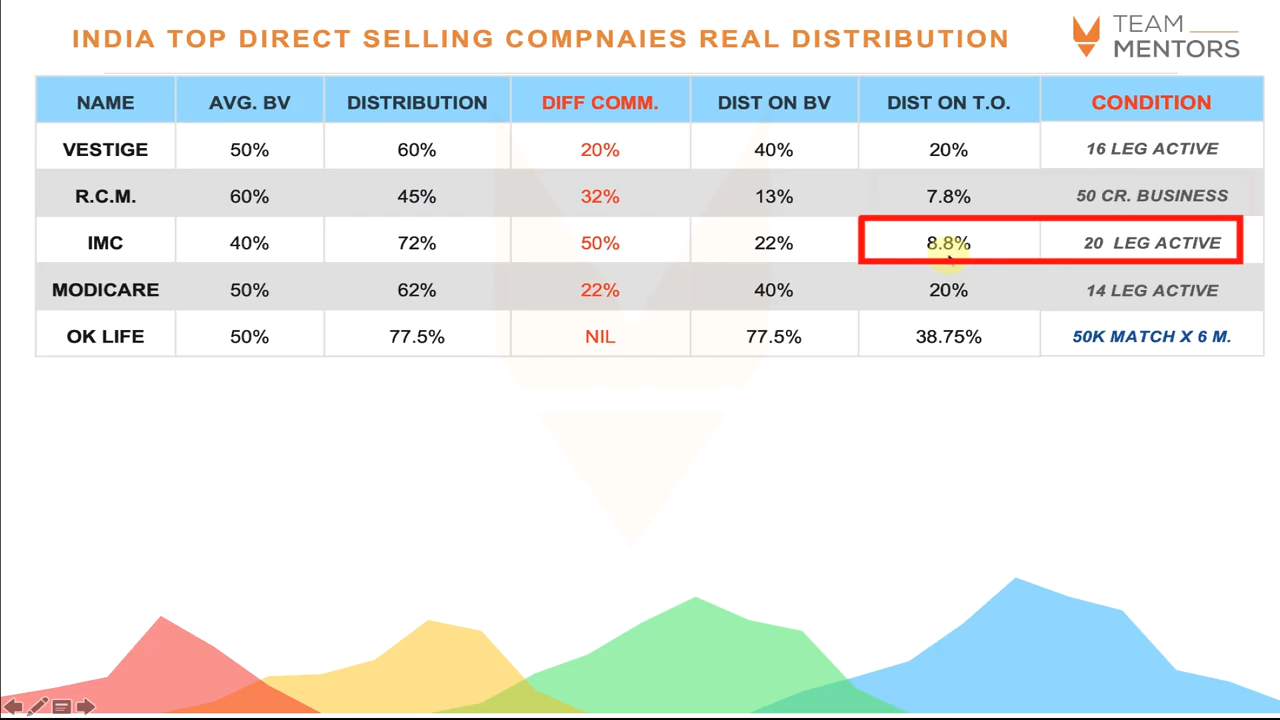 INDIA TOP DIRECT SELLING COMPNAIES REAL DISTRIBUTION
TEAM
MENTORS
NAME AVG. BV DISTRIBUTION DIFF COMM. DIST ON BV DIST ON T.O. CONDITION
VESTIGE 50% 60% 20% 40% 20% 16 LEG ACTIVE
R.C.M. 60% 45% 32% 13% 7.8% 50 CR. BUSINESS
IMC 40% 72% 50% 22% 8.8% 20 LEG ACTIVE
MODICARE 50% 62% 22% 40% 20% 14 LEG ACTIVE
OK LIFE 50% 77.5% NIL 77.5% 38.75% 50K MATCH X 6 M.